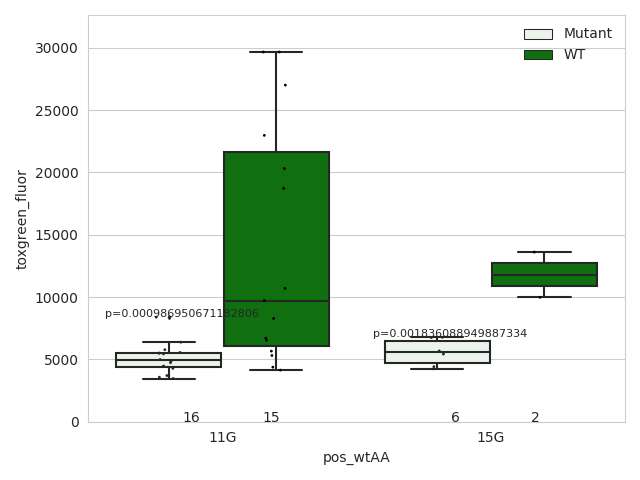 Mutant
WT
toxgreen_fluor
30000
25000
20000
15000
10000
5000
0
p=0.000986950671182806
p=0.001836088949887334
16
15
6
2
11G
15G
pos_wtAA